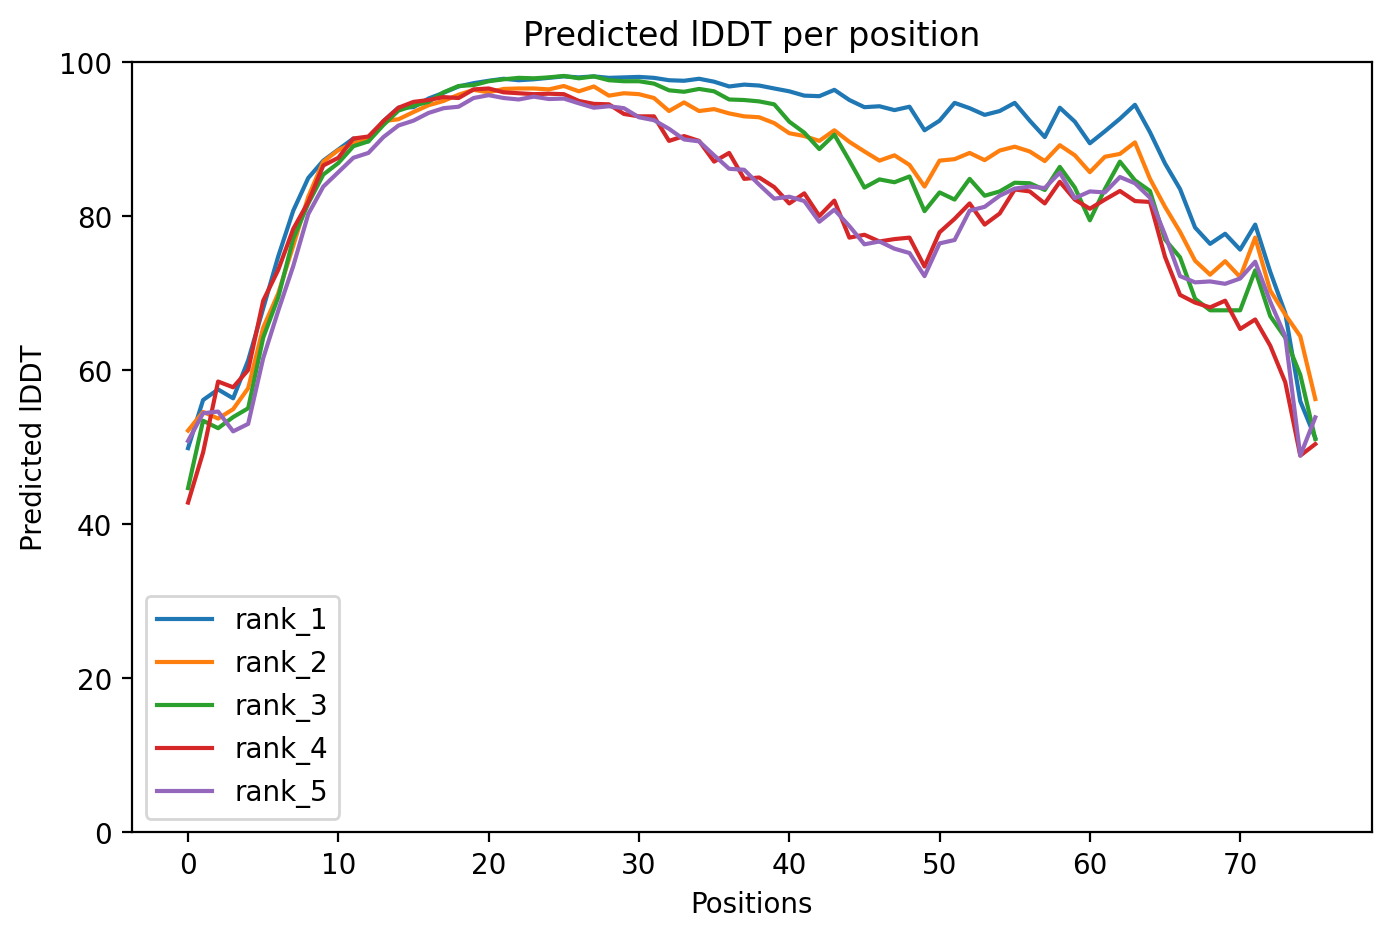 Predicted lDDT per position
100
80
60
40
20
0
Predicted lDDT
rank_1
rank_2
rank_3
rank_4
rank_5
0 10 20 30 40 50 60 70
Positions